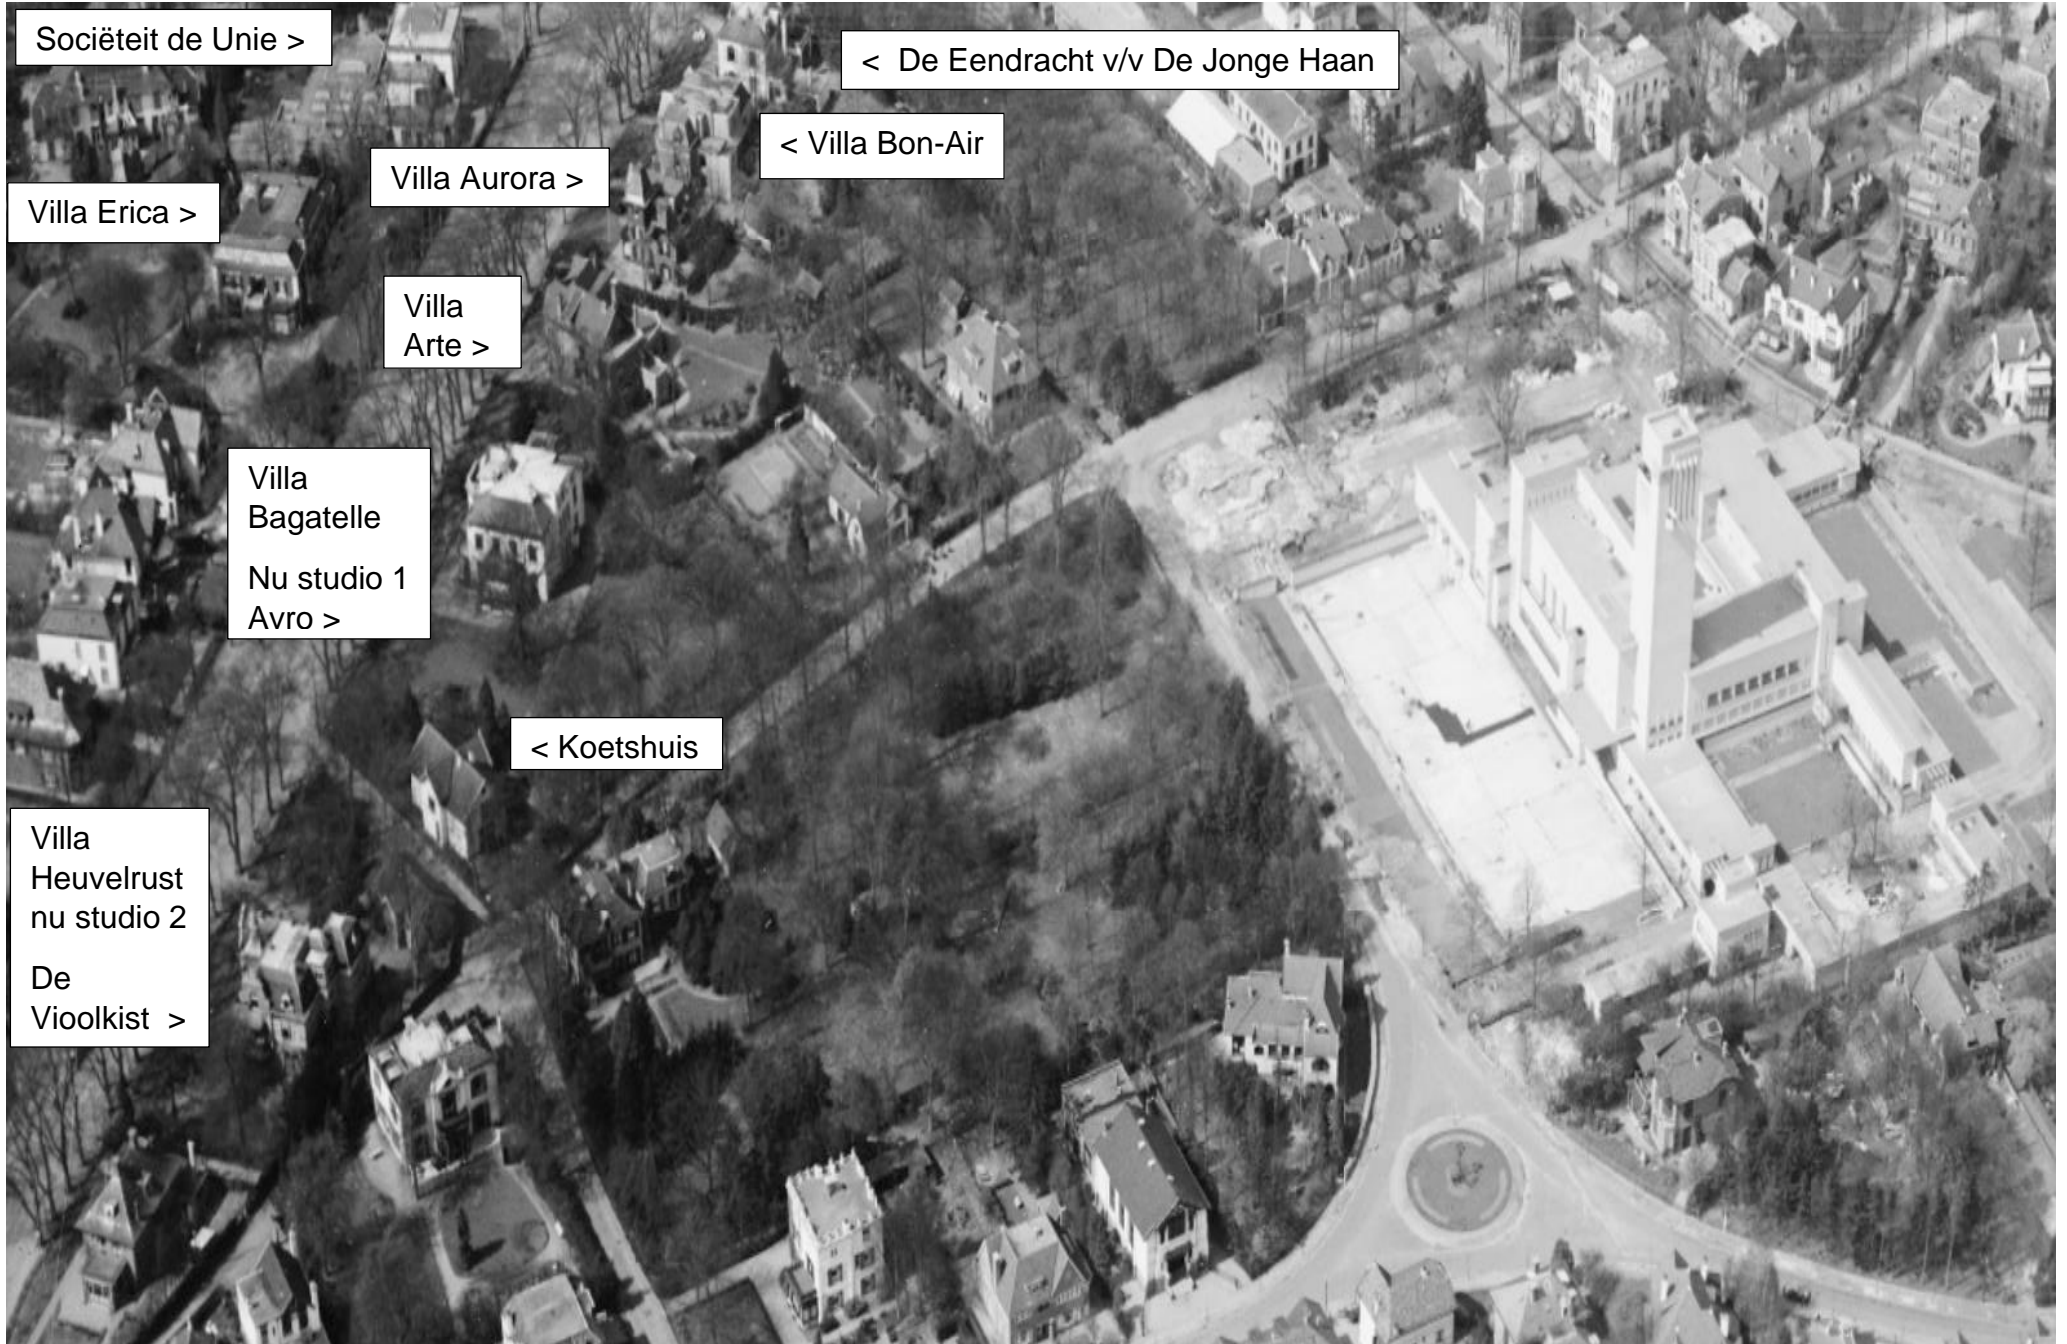 Sociëteit de Unie >
< De Eendracht v/v De Jonge Haan
< Villa Bon-Air
Villa Aurora >
Villa Erica >
Villa
Arte >
Villa
Bagatelle
Nu studio 1
Avro >
< Koetshuis
Villa
Heuvelrust
nu studio 2
De
Vioolkist >